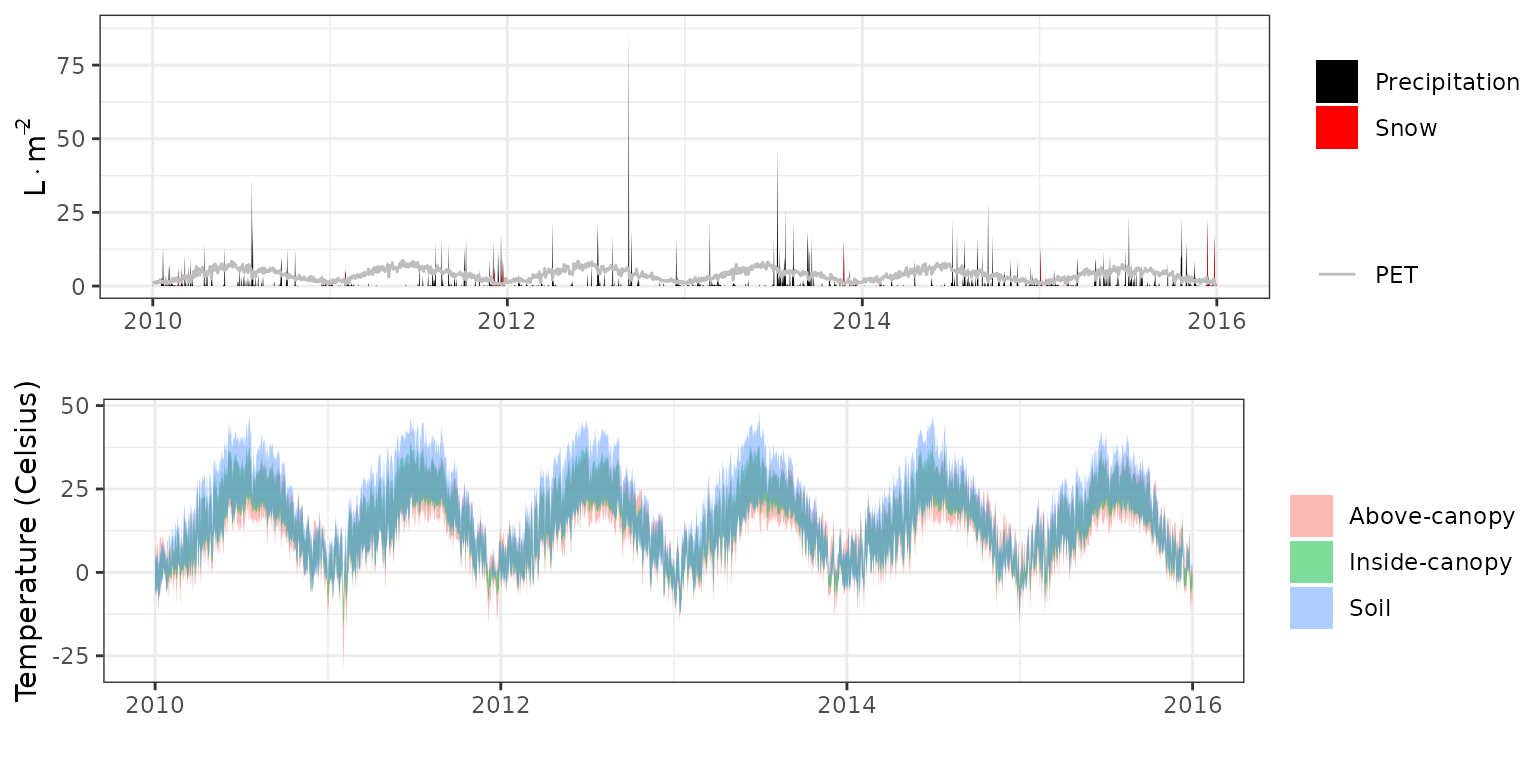 L · m⁻²
75
50
25
0
2010
2012
2014
2016
Precipitation
Snow
PET
Temperature (Celsius)
50
25
0
-25
2010
2012
2014
2016
Above-canopy
Inside-canopy
Soil